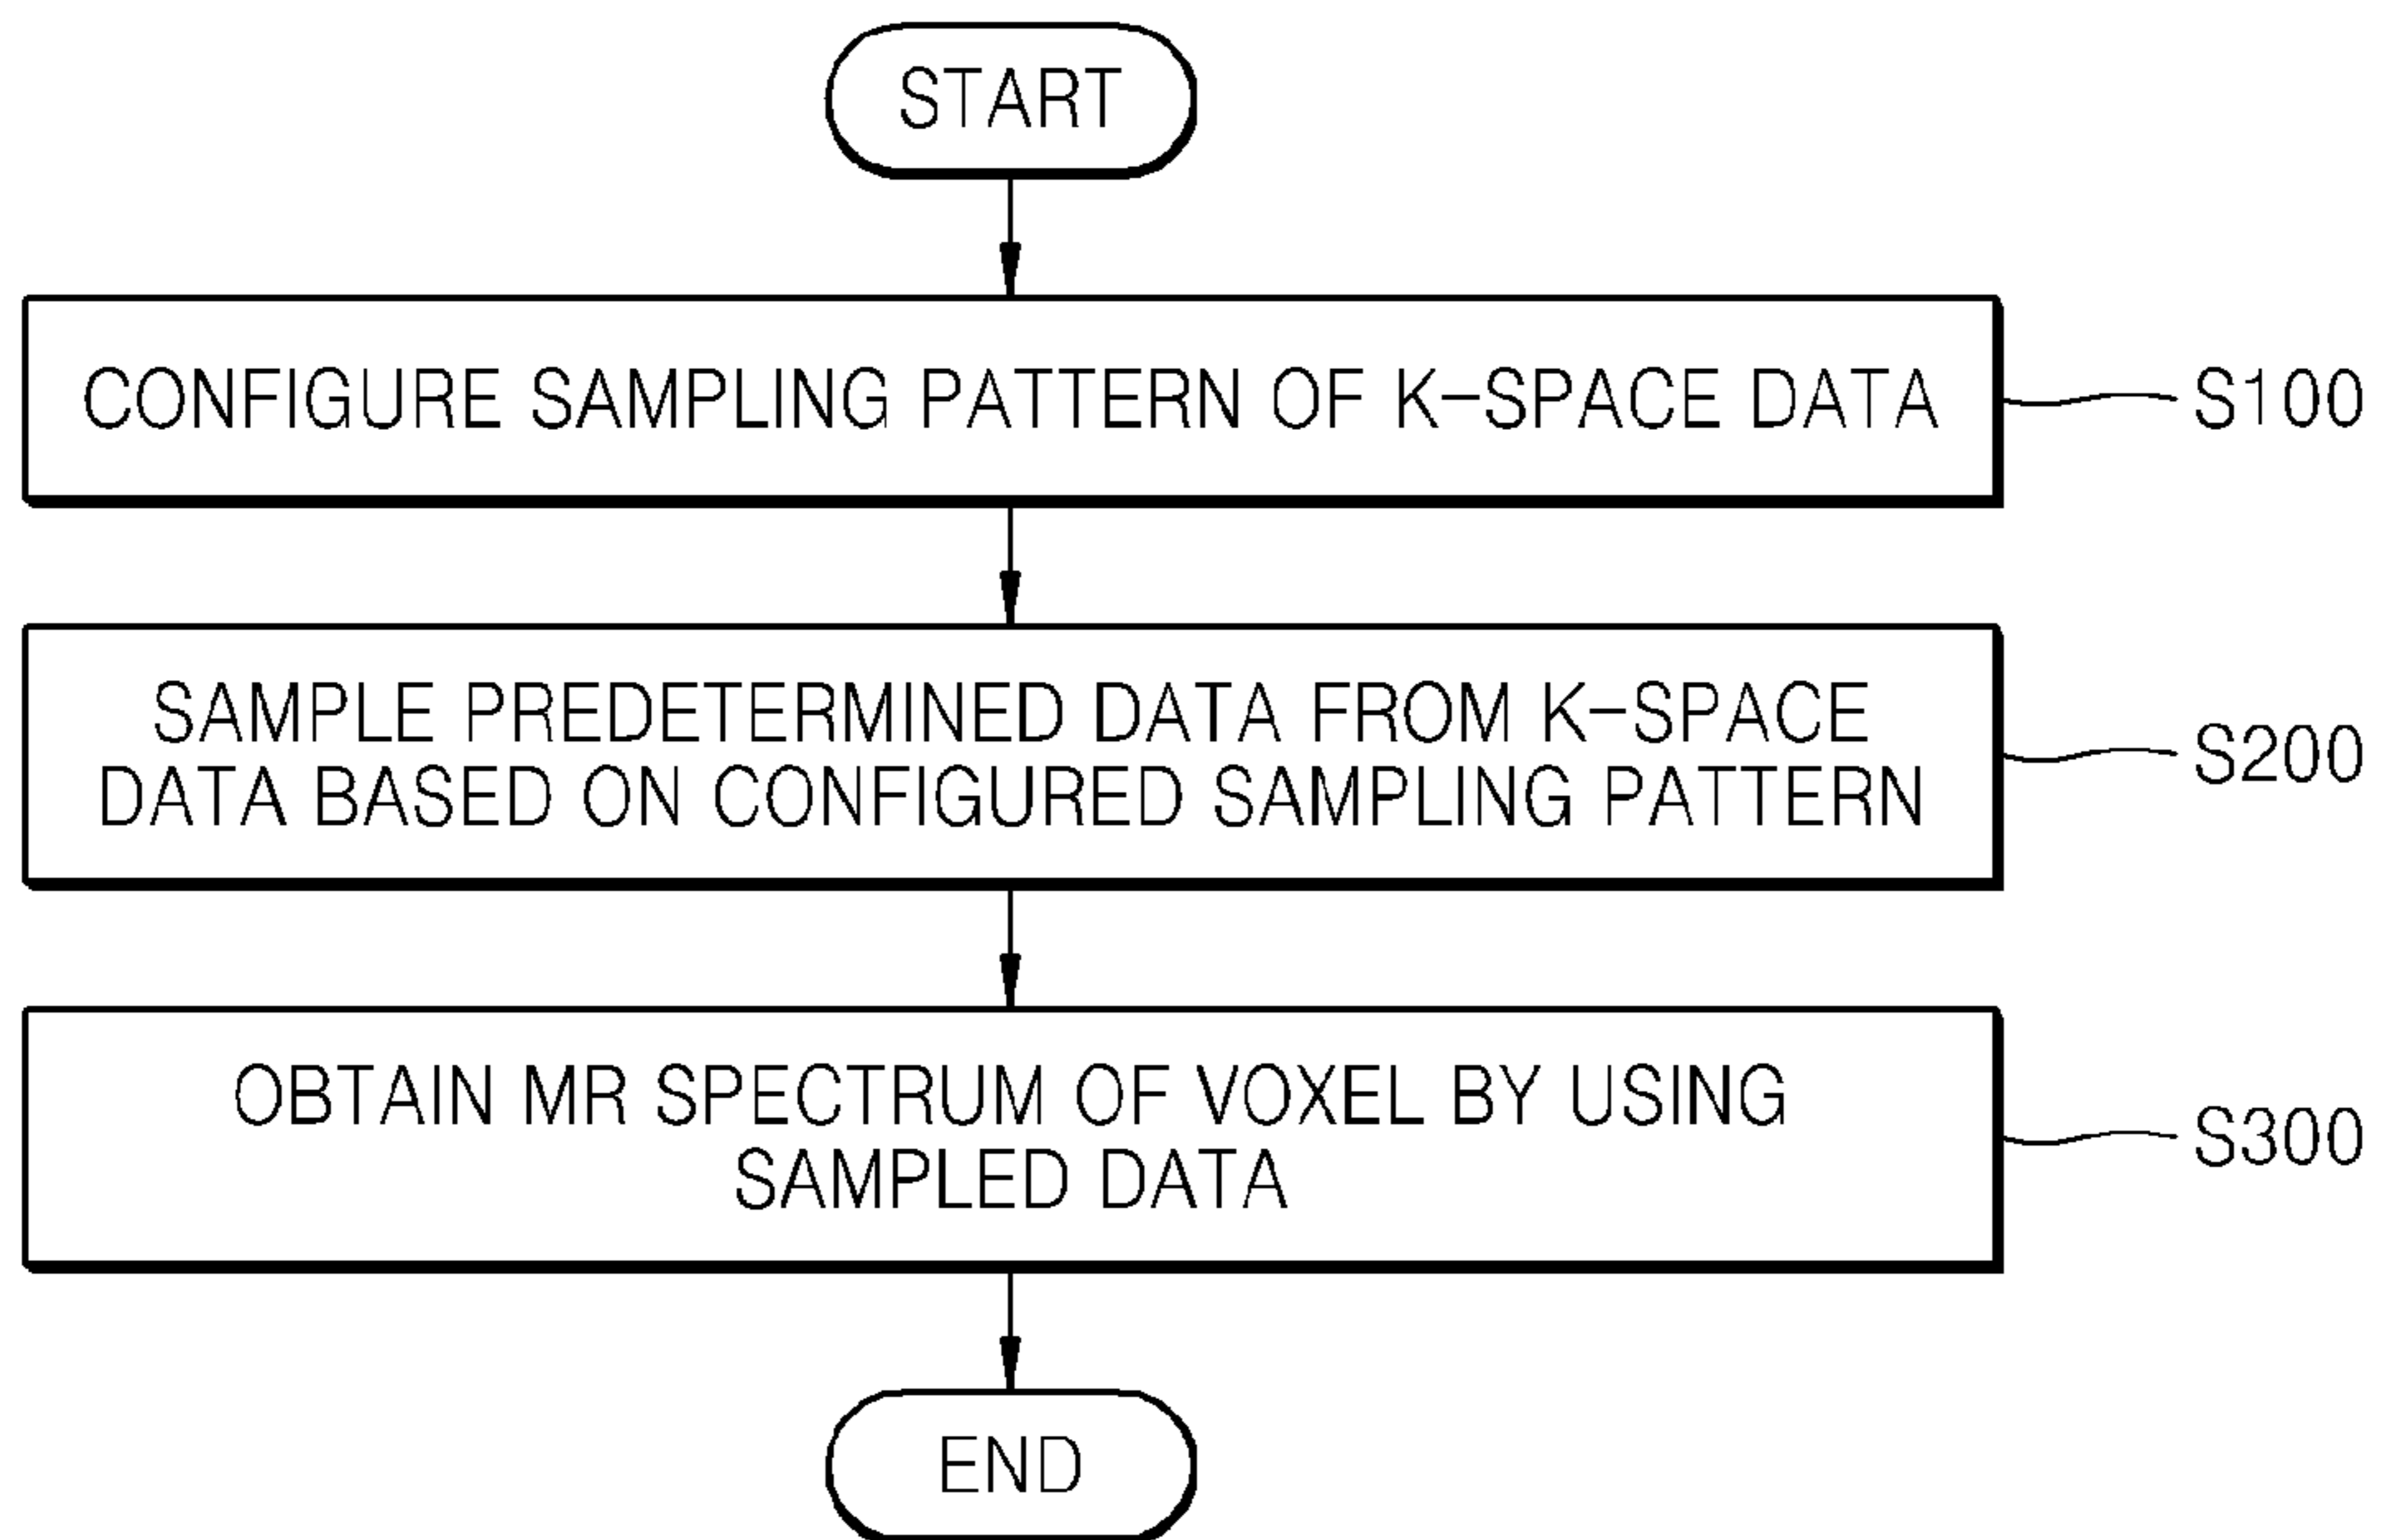 START
CONFIGURE SAMPLING PATTERN OF K-SPACE DATA
S100
SAMPLE PREDETERMINED DATA FROM K-SPACE
DATA BASED ON CONFIGURED SAMPLING PATTERN
S200
OBTAIN MR SPECTRUM OF VOXEL BY USING
SAMPLED DATA
S300
END